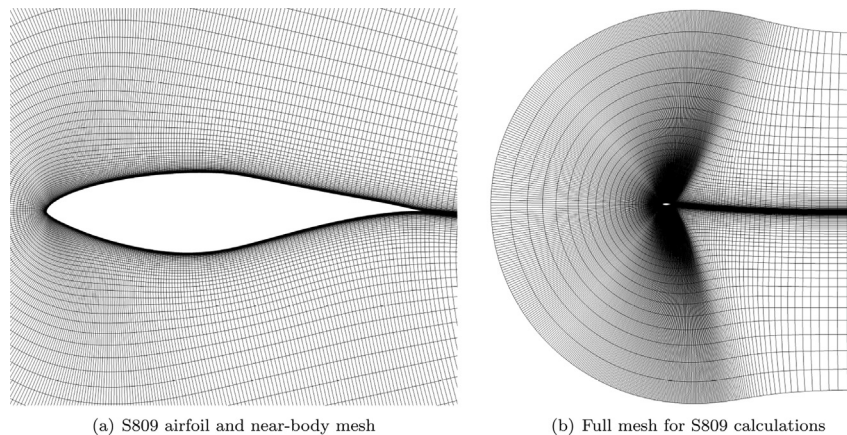 (a) S809 airfoil and near-body mesh
(b) Full mesh for S809 calculations